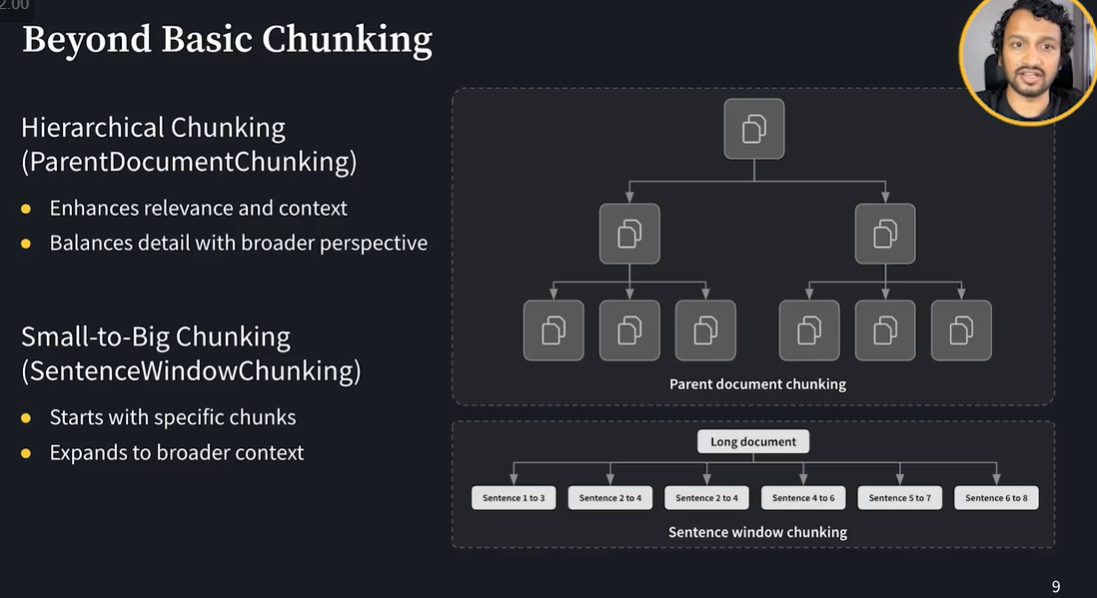 2.00
Beyond Basic Chunking
Hierarchical Chunking
(ParentDocumentChunking)
Enhances relevance and context
Balances detail with broader perspective
Small-to-Big Chunking
(SentenceWindowChunking)
Starts with specific chunks
Expands to broader context
Parent document chunking
Long document
Sentence 1 to 3
Sentence 2 to 4
Sentence 2 to 4
Sentence 4 to 6
Sentence 5 to 7
Sentence 6 to 8
Sentence window chunking
9